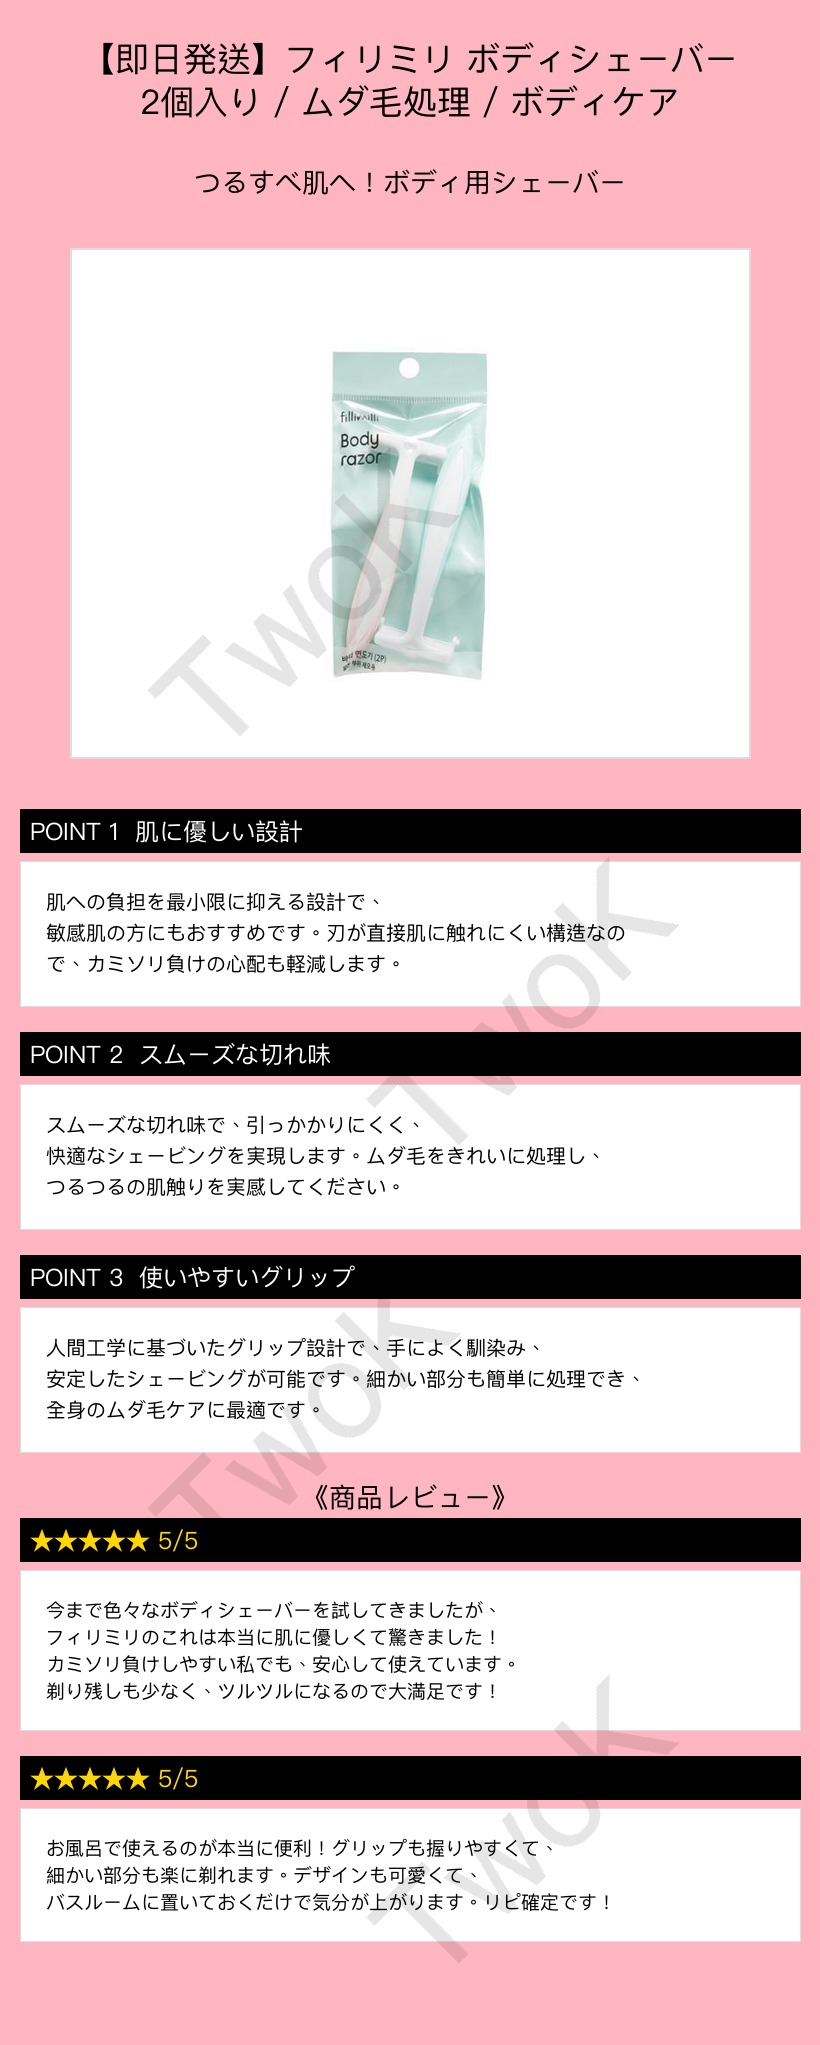 【即日発送】フィリミリ ボディシェーバー
2個入り / ムダ毛処理 / ボディケア
つるすべ肌へ！ボディ用シェーバー
Body
razor
면도기 (2P)
TwoK
POINT 1 肌に優しい設計
肌への負担を最小限に抑える設計で、
敏感肌の方にもおすすめです。刃が直接肌に触れにくい構造なの
で、カミソリ負けの心配も軽減します。
TwoK
POINT 2 スムーズな切れ味
スムーズな切れ味で、引っかかりにくく、
快適なシェービングを実現します。ムダ毛をきれいに処理し、
つるつるの肌触りを実感してください。
POINT 3 使いやすいグリップ
人間工学に基づいたグリップ設計で、手によく馴染み、
安定したシェービングが可能です。細かい部分も簡単に処理でき、
全身のムダ毛ケアに最適です。
TwoK
《商品レビュー》
★★★★★ 5/5
今まで色々なボディシェーバーを試してきましたが、
フィリミリのこれは本当に肌に優しくて驚きました！
カミソリ負けしやすい私でも、安心して使えています。
剃り残しも少なく、ツルツルになるので大満足です！
★★★★★ 5/5
お風呂で使えるのが本当に便利！グリップも握りやすくて、
細かい部分も楽に剃れます。デザインも可愛くて、
バスルームに置いておくだけで気分が上がります。リピ確定です！
TwoK